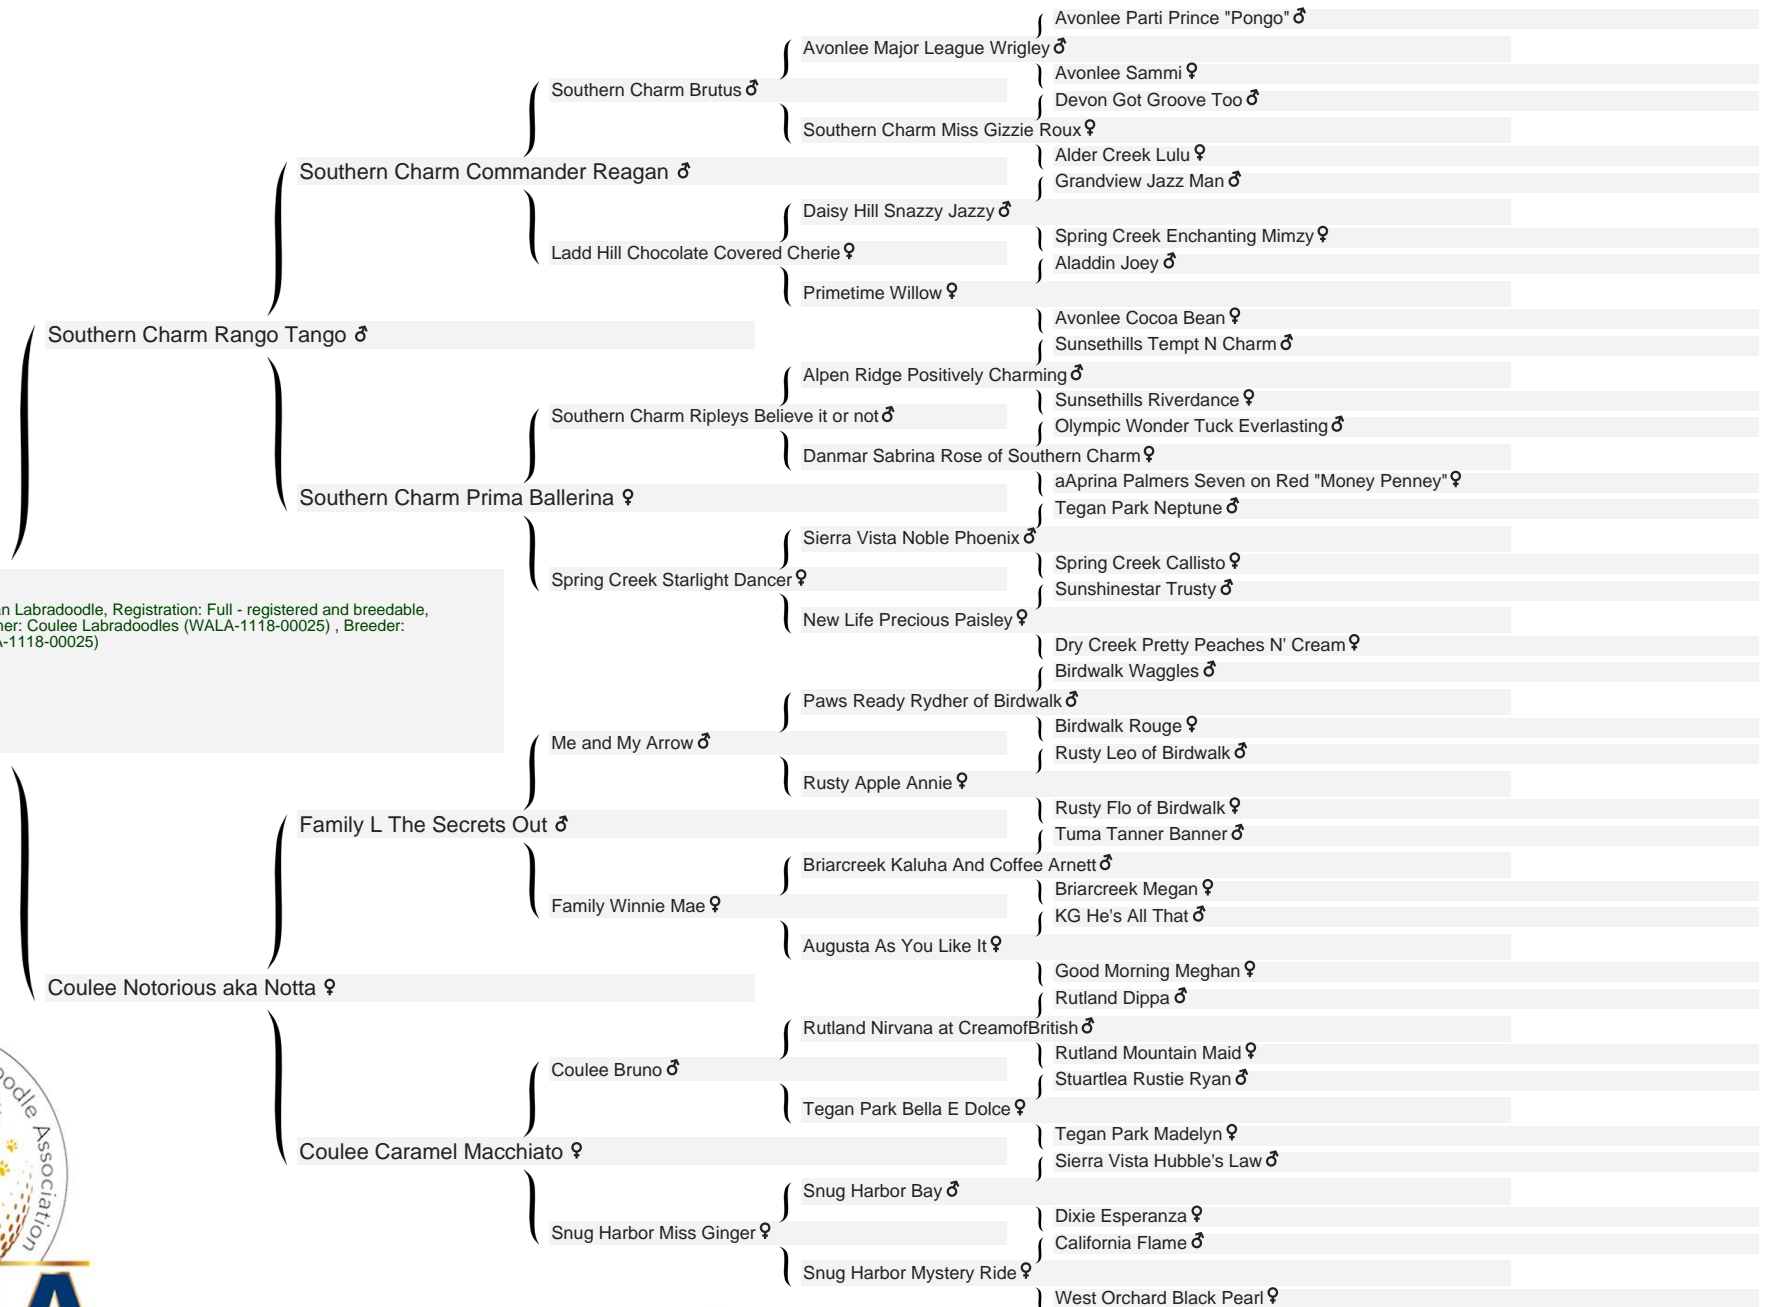 Avonlee Parti Prince "Pongo" ♂
Avonlee Major League Wrigley ♂
Avonlee Sammi ♀
Southern Charm Brutus ♂
Devon Got Groove Too ♂
Southern Charm Miss Gizzie Roux ♀
Alder Creek Lulu ♀
Southern Charm Commander Reagan ♂
Grandview Jazz Man ♂
Daisy Hill Snazzy Jazzy ♂
Spring Creek Enchanting Mimzy ♀
Ladd Hill Chocolate Covered Cherie ♀
Aladdin Joey ♂
Primetime Willow ♀
Avonlee Cocoa Bean ♀
Southern Charm Rango Tango ♂
Sunsethills Tempt N Charm ♂
Alpen Ridge Positively Charming ♂
Sunsethills Riverdance ♀
Southern Charm Ripleys Believe it or not ♂
Olympic Wonder Tuck Everlasting ♂
Danmar Sabrina Rose of Southern Charm ♀
aAprina Palmers Seven on Red "Money Penney" ♀
Southern Charm Prima Ballerina ♀
Tegan Park Neptune ♂
Sierra Vista Noble Phoenix ♂
Spring Creek Callisto ♀
Spring Creek Starlight Dancer ♀
Sunshinestar Trusty ♂
New Life Precious Paisley ♀
Dry Creek Pretty Peaches N' Cream ♀
n Labradoodle, Registration: Full - registered and breedable,
ner: Coulee Labradoodles (WALA-1118-00025) , Breeder:
-1118-00025)
Birdwalk Waggles ♂
Paws Ready Rydher of Birdwalk ♂
Birdwalk Rouge ♀
Me and My Arrow ♂
Rusty Leo of Birdwalk ♂
Rusty Apple Annie ♀
Rusty Flo of Birdwalk ♀
Family L The Secrets Out ♂
Tuma Tanner Banner ♂
Briarcreek Kaluha And Coffee Arnett ♂
Briarcreek Megan ♀
Family Winnie Mae ♀
KG He's All That ♂
Augusta As You Like It ♀
Good Morning Meghan ♀
Coulee Notorious aka Notta ♀
Rutland Dippa ♂
Rutland Nirvana at CreamofBritish ♂
Rutland Mountain Maid ♀
Coulee Bruno ♂
Stuartlea Rustie Ryan ♂
Tegan Park Bella E Dolce ♀
Tegan Park Madelyn ♀
Coulee Caramel Macchiato ♀
Sierra Vista Hubble's Law ♂
Snug Harbor Bay ♂
Dixie Esperanza ♀
Snug Harbor Miss Ginger ♀
California Flame ♂
Snug Harbor Mystery Ride ♀
West Orchard Black Pearl ♀
oodle Association
A